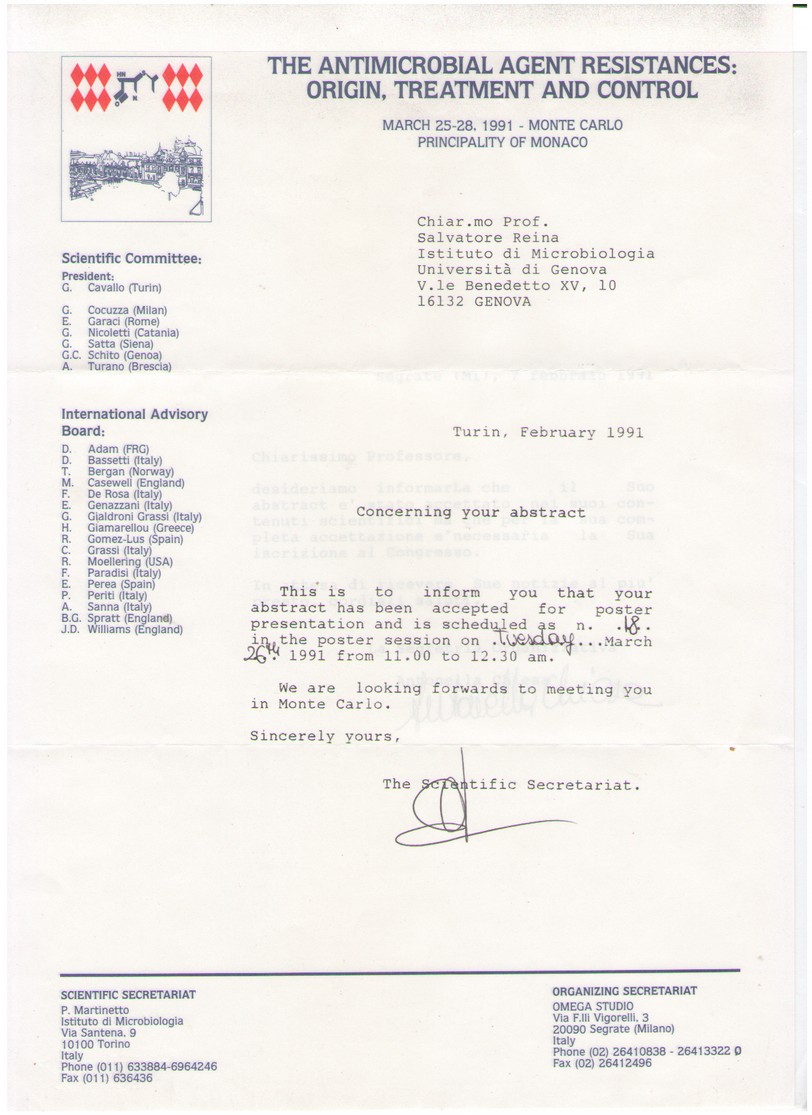 THE ANTIMICROBIAL AGENT RESISTANCES:
ORIGIN, TREATMENT AND CONTROL
MARCH 25-28. 1991 - MONTE CARLO
PRINCIPALITY OF MONACO
HN
O
N
Chiar.mo Prof.
Salvatore Reina
Istituto di Microbiologia
Università di Genova
V.le Benedetto XV, 10
16132 GENOVA
Scientific Committee:
President:
G. Cavallo (Turin)
G. Cocuzza (Milan)
E. Garaci (Rome)
G. Nicoletti (Catania)
G. Satta (Siena)
G.C. Schito (Genoa)
A. Turano (Brescia)
International Advisory
Board:
D. Adam (FRG)
D. Bassetti (Italy)
T. Bergan (Norway)
M. Casewell (England)
F. De Rosa (Italy)
E. Genazzani (Italy)
G. Gialdroni Grassi (Italy)
H. Giamarellou (Greece)
R. Gomez-Lus (Spain)
C. Grassi (Italy)
R. Moellering (USA)
F. Paradisi (Italy)
E. Perea (Spain)
P. Periti (Italy)
A. Sanna (Italy)
B.G. Spratt (England)
J.D. Williams (England)
Turin, February 1991
Concerning your abstract
This is to inform you that your
abstract has been accepted for poster
presentation and is scheduled as n. .18.
in the poster session on .Tuesday...March
26th. 1991 from 11.00 to 12.30 am.
We are looking forwards to meeting you
in Monte Carlo.
Sincerely yours,
The Scientific Secretariat.
SCIENTIFIC SECRETARIAT
P. Martinetto
Istituto di Microbiologia
Via Santena. 9
10100 Torino
Italy
Phone (011) 633884-6964246
Fax (011) 636436
ORGANIZING SECRETARIAT
OMEGA STUDIO
Via F.lli Vigorelli. 3
20090 Segrate (Milano)
Italy
Phone (02) 26410838 - 26413322 0
Fax (02) 26412496